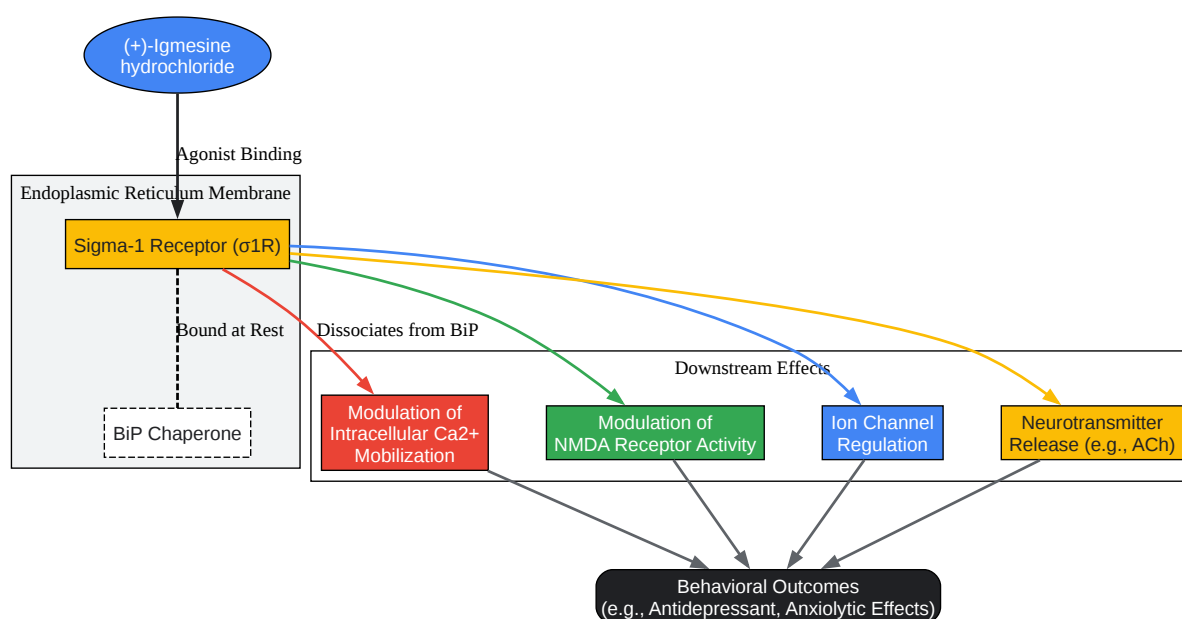 (+)-Igmesine
hydrochloride
Agonist Binding
Endoplasmic Reticulum Membrane
Sigma-1 Receptor (σ1R)
Bound at Rest
Dissociates from BiP
Downstream Effects
BiP Chaperone
Modulation of
Intracellular Ca2+
Mobilization
Modulation of
NMDA Receptor Activity
Ion Channel
Regulation
Neurotransmitter
Release (e.g., ACh)
Behavioral Outcomes
(e.g., Antidepressant, Anxiolytic Effects)